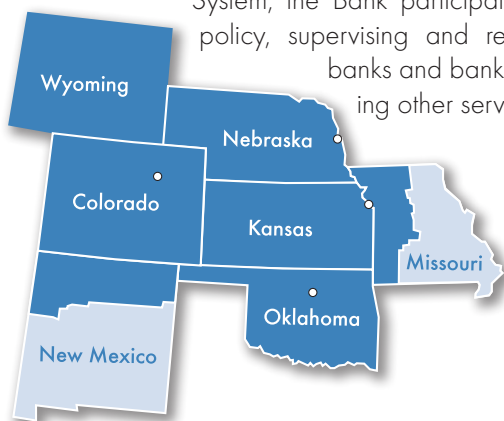 System, the Bank participat
policy, supervising and re
banks and bank
ing other serv
Wyoming
Nebraska
Colorado
Kansas
Missouri
Oklahoma
New Mexico